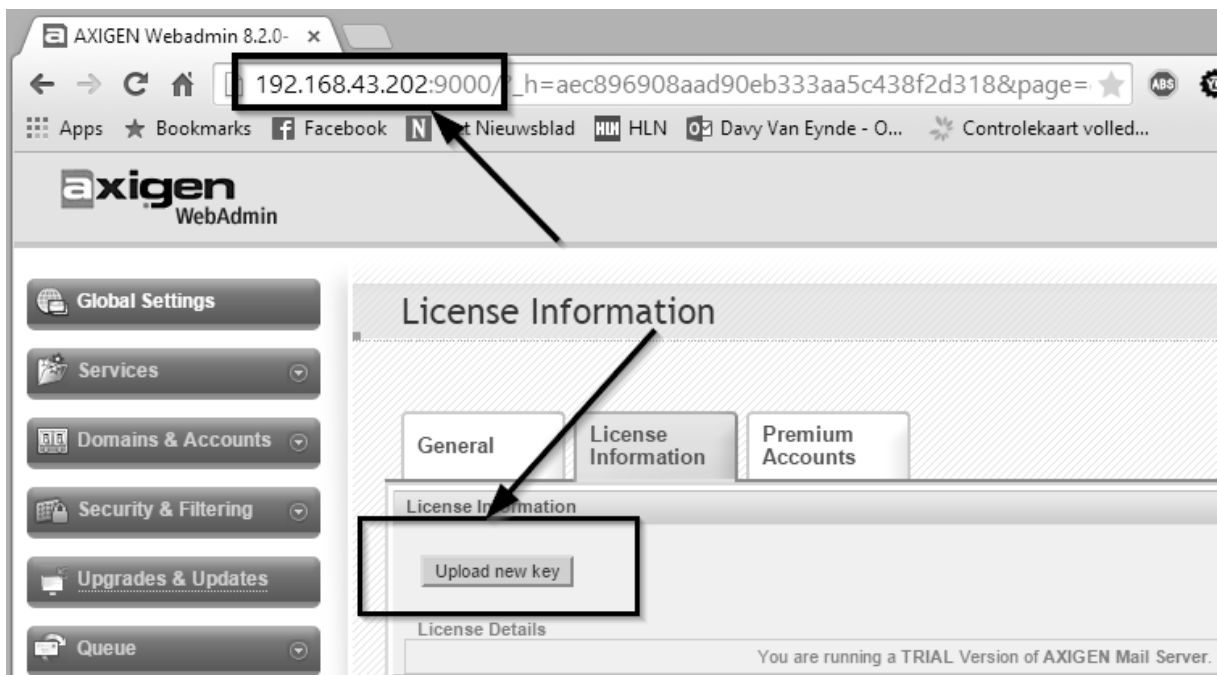 AXIGEN Webadmin 8.2.0-
192.168.43.202:9000/?_h=aec896908aad90eb333aa5c438f2d318&page=
ABS
Apps Bookmarks Facebook N t Nieuwsblad HLN HLN Davy Van Eynde - O... Controlekaart volled...
axigen
WebAdmin
Global Settings
License Information
Services
Domains & Accounts
General
License
Information
Premium
Accounts
Security & Filtering
License Information
Upload new key
Upgrades & Updates
License Details
Queue
You are running a TRIAL Version of AXIGEN Mail Server.